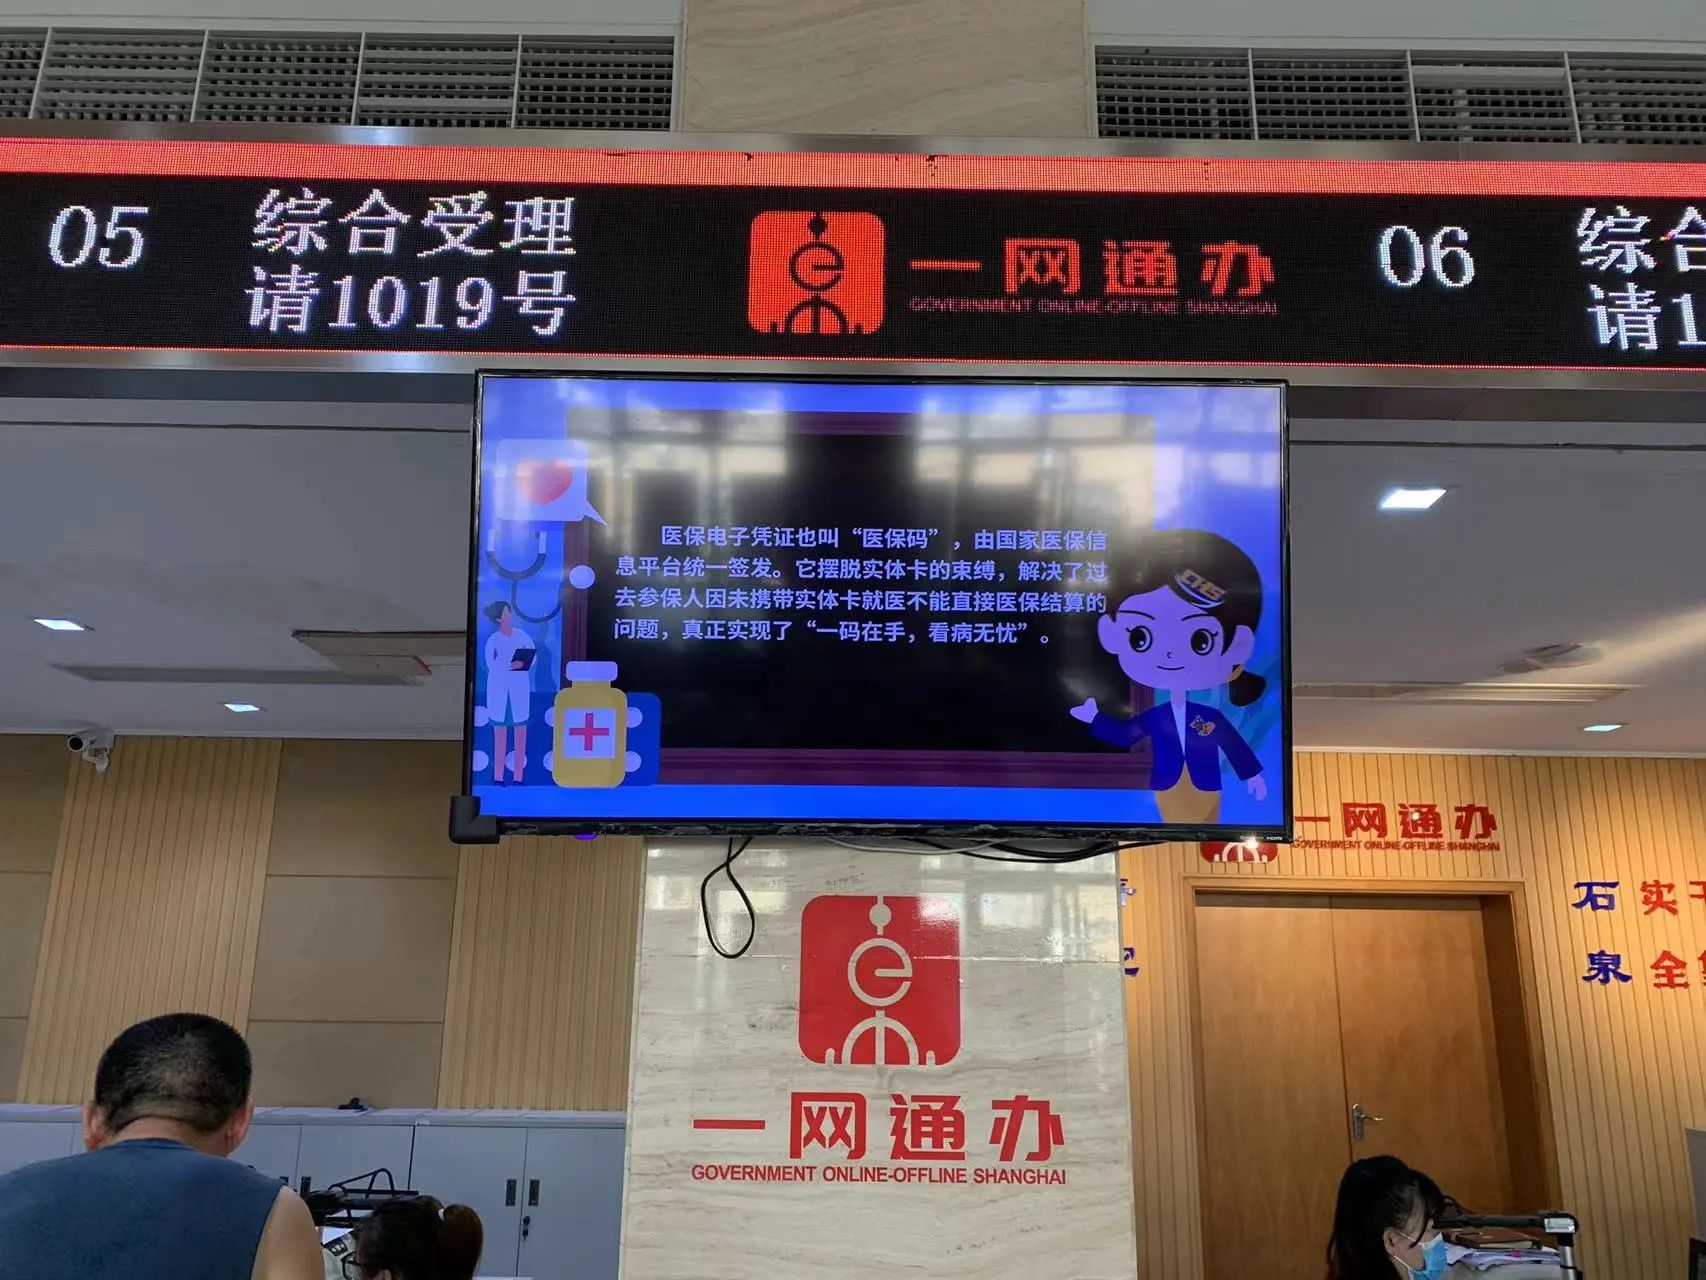 05
综合受理
请1019号
一网通办
GOVERNMENT ONLINE-OFFLINE SHANGHAI
06
综合
请1
医保电子凭证也叫“医保码”，由国家医保信
息平台统一签发。它摆脱实体卡的束缚，解决了过
去参保人因未携带实体卡就医不能直接医保结算的
问题，真正实现了“一码在手，看病无忧”。
一网通办
GOVERNMENT ONLINE-OFFLINE SHANGHAI
石 实干
泉 全
一网通办
GOVERNMENT ONLINE-OFFLINE SHANGHAI